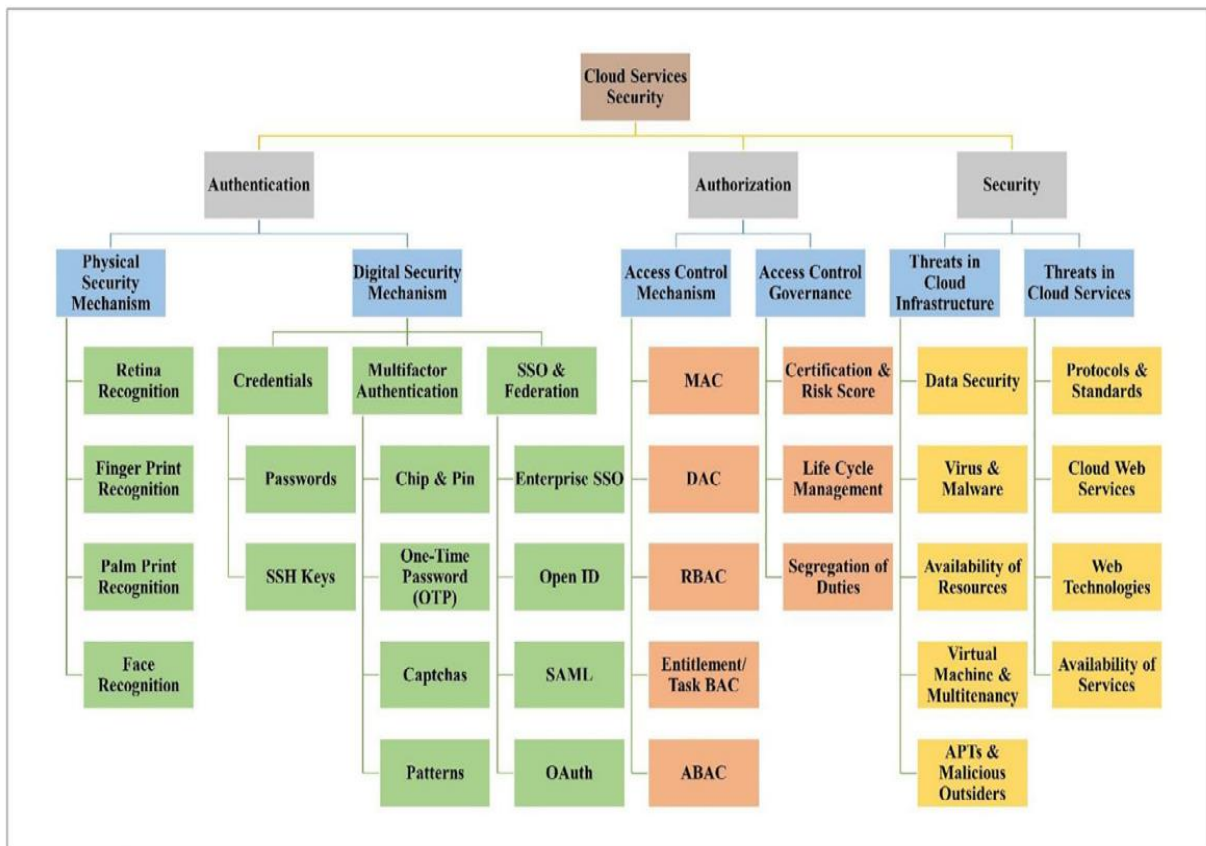 Cloud Services
Security
Authentication
Authorization
Security
Physical
Security
Mechanism
Digital Security
Mechanism
Access Control
Mechanism
Access Control
Governance
Threats in
Cloud
Infrastructure
Threats in
Cloud Services
Retina
Recognition
Finger Print
Recognition
Palm Print
Recognition
Face
Recognition
Credentials
Passwords
SSH Keys
Multifactor
Authentication
Chip & Pin
One-Time
Password
(OTP)
Captchas
Patterns
SSO &
Federation
Enterprise SSO
Open ID
SAML
OAuth
MAC
DAC
RBAC
Entitlement/
Task BAC
ABAC
Certification &
Risk Score
Life Cycle
Management
Segregation of
Duties
Data Security
Virus &
Malware
Availability of
Resources
Virtual
Machine &
Multitenancy
APTs &
Malicious
Outsiders
Protocols &
Standards
Cloud Web
Services
Web
Technologies
Availability of
Services